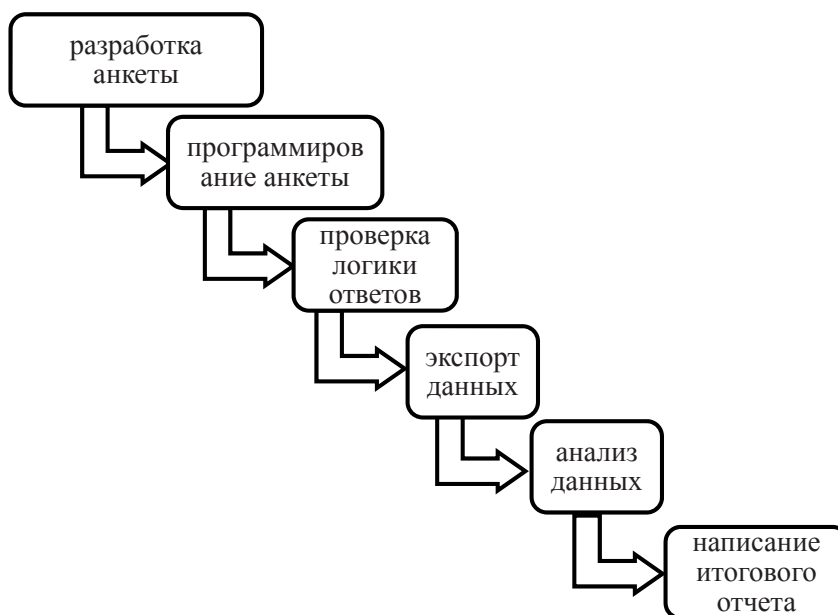 разработка
анкеты
программиров
ание анкеты
проверка
логики
ответов
экспорт
данных
анализ
данных
написание
итогового
отчета